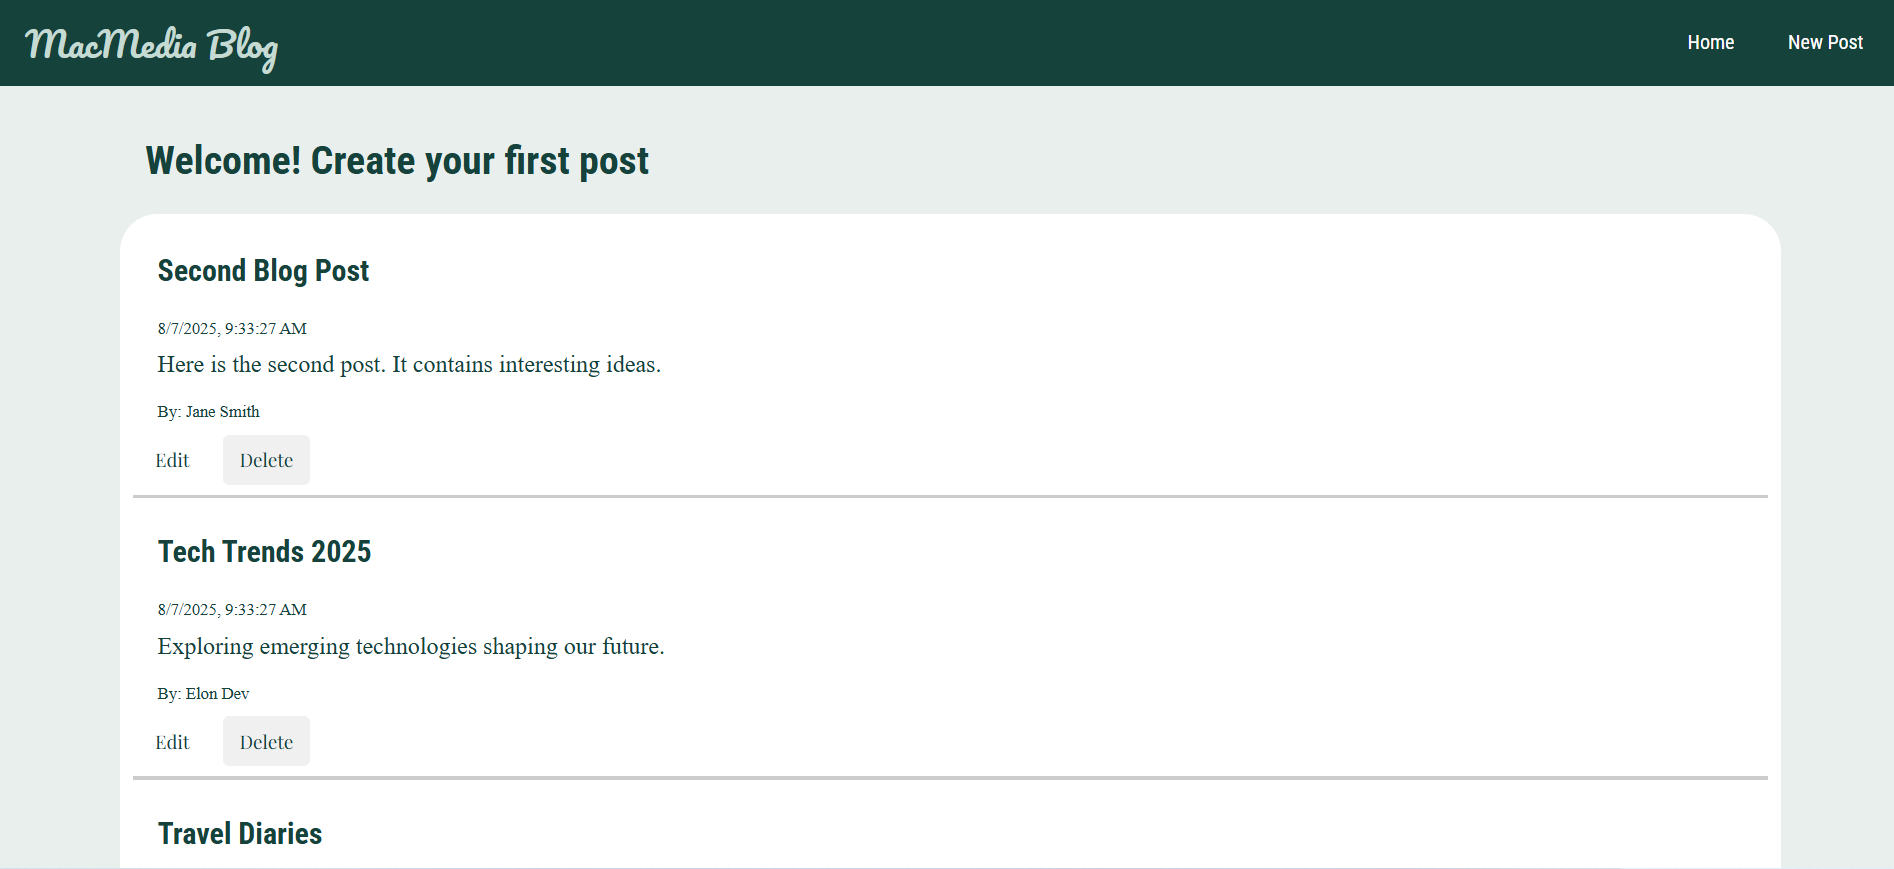 MacMedia Blog
Home
New Post
Welcome! Create your first post
Second Blog Post
8/7/2025, 9:33:27 AM
Here is the second post. It contains interesting ideas.
By: Jane Smith
Edit
Delete
Tech Trends 2025
8/7/2025, 9:33:27 AM
Exploring emerging technologies shaping our future.
By: Elon Dev
Edit
Delete
Travel Diaries